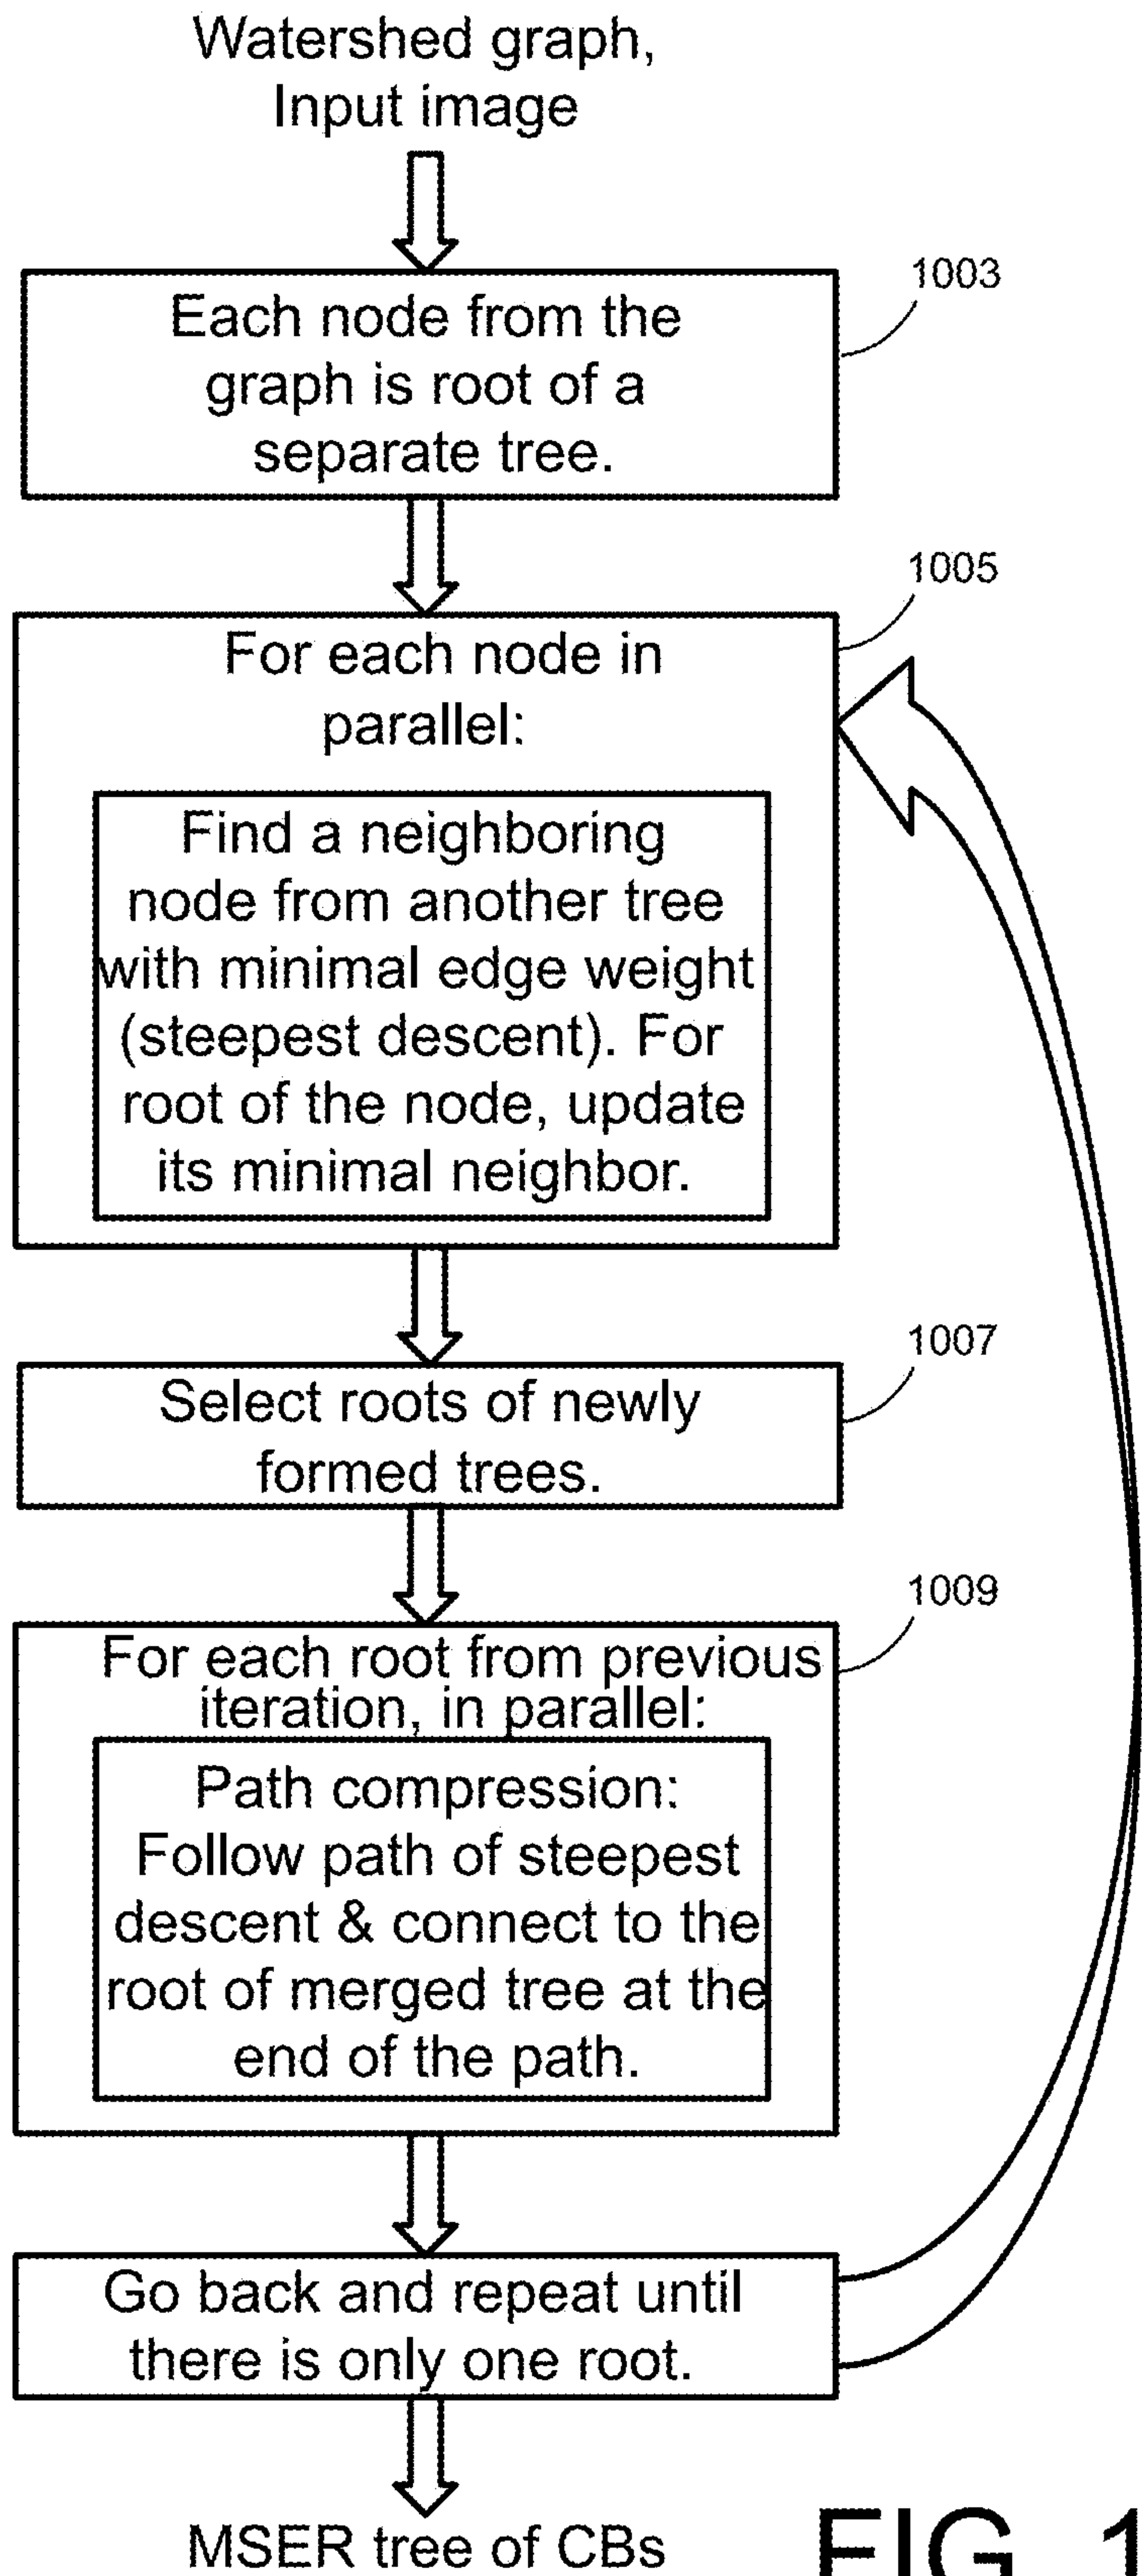 Watershed graph,
Input image
1003
Each node from the
graph is root of a
separate tree.
1005
For each node in
parallel:
Find a neighboring
node from another tree
with minimal edge weight
(steepest descent). For
root of the node, update
its minimal neighbor.
1007
Select roots of newly
formed trees.
1009
For each root from previous
iteration, in parallel:
Path compression:
Follow path of steepest
descent & connect to the
root of merged tree at the
end of the path.
Go back and repeat until
there is only one root.
MSER tree of CBs
FIG. 1